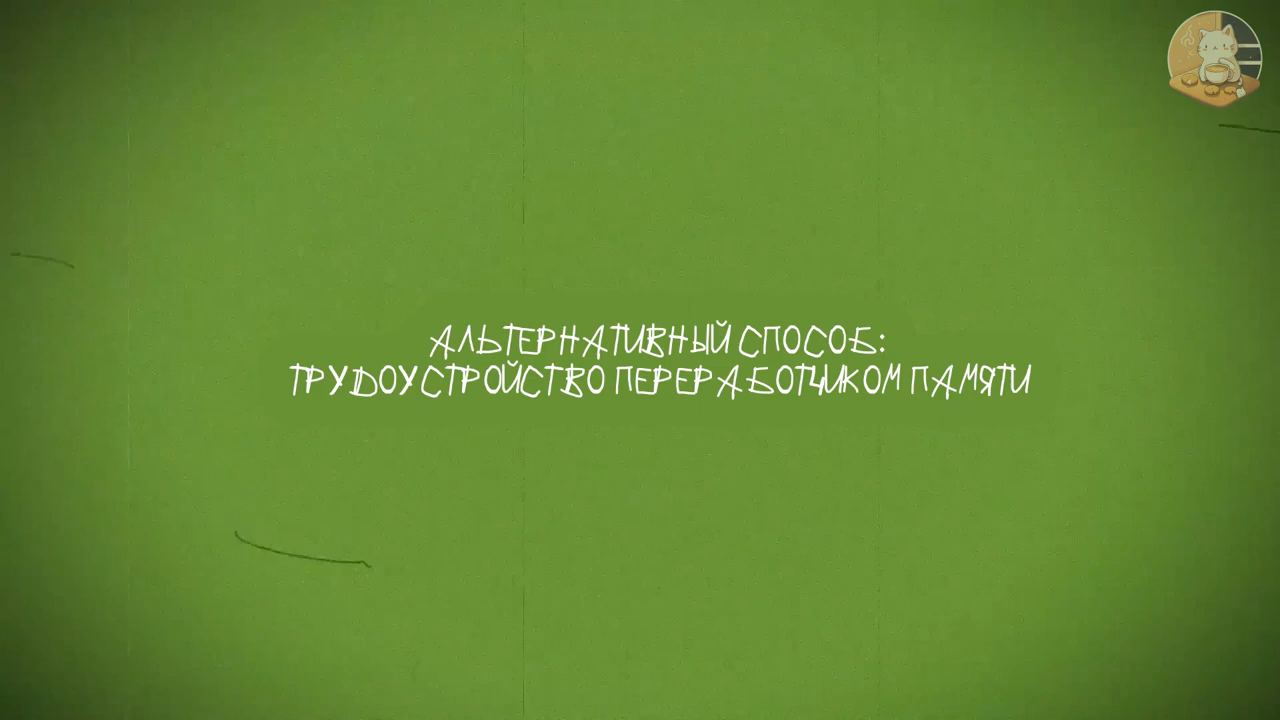 АЛЬТЕРНАТИВНЫЙ СПОСОБ:
ТРУДОУСТРОЙСТВО ПЕРЕРАБОТЧИКОМ ПАМЯТИ